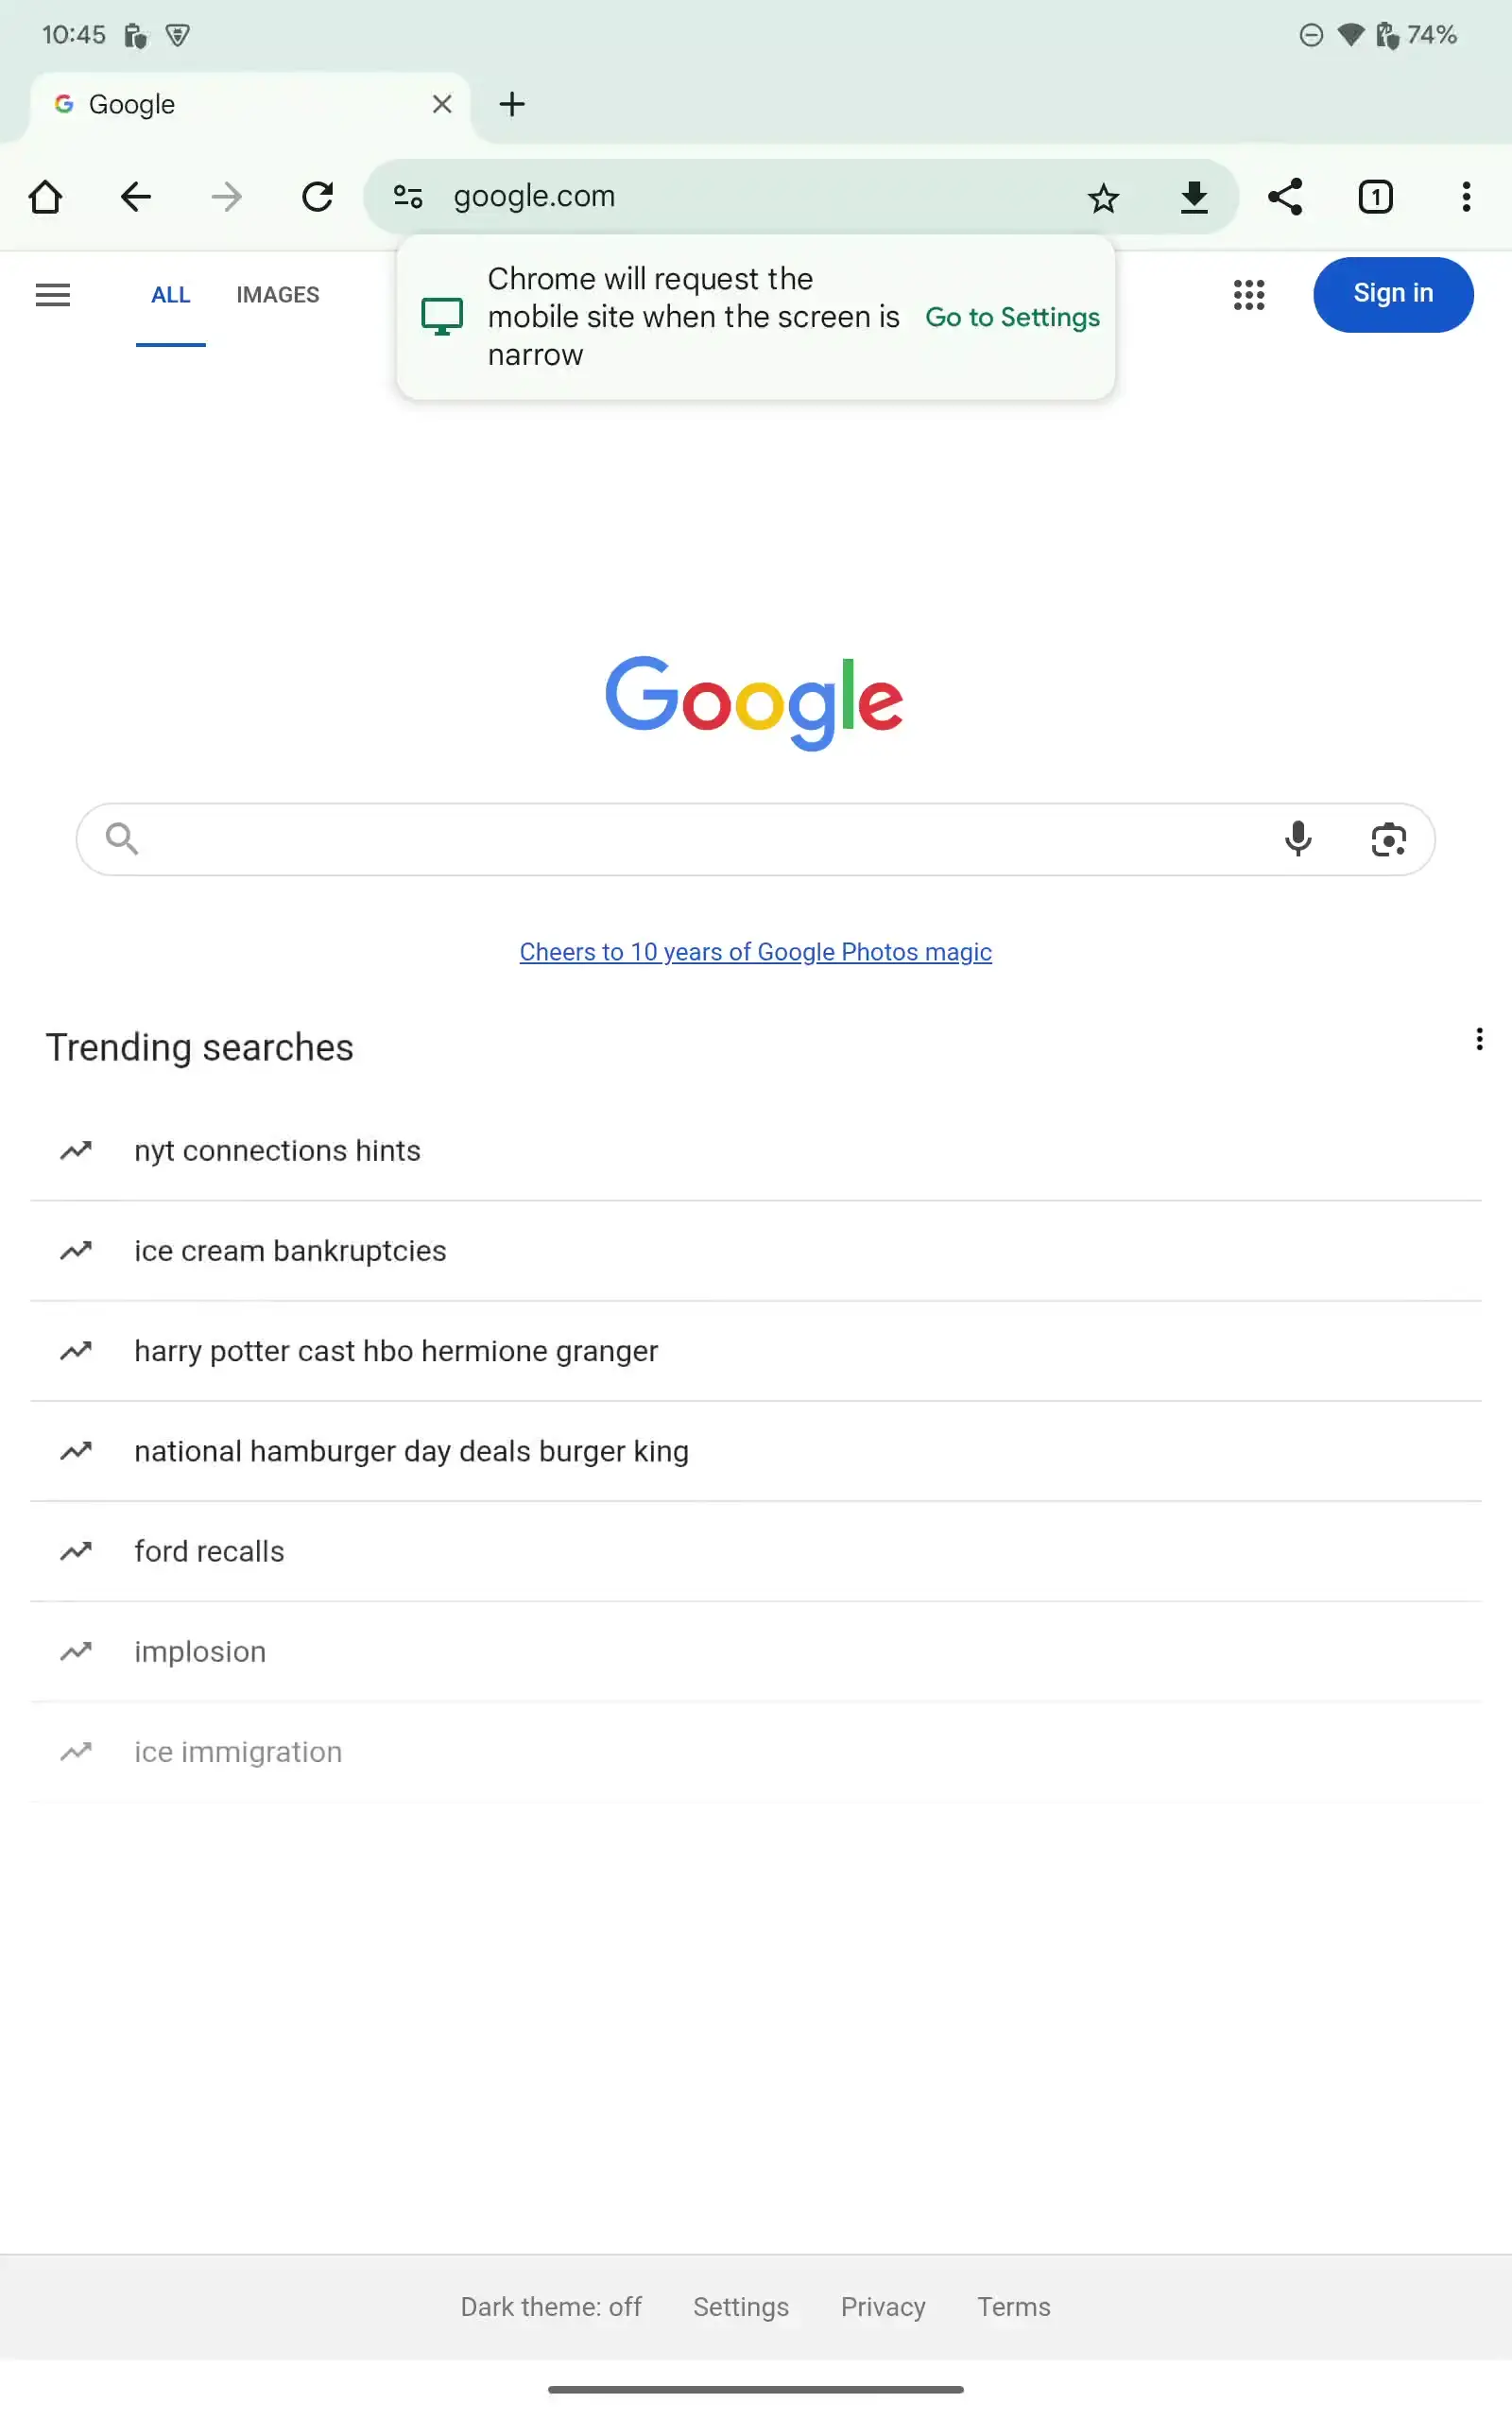 10:45
74%
Google
google.com
1
Chrome will request the
mobile site when the screen is
narrow
Go to Settings
ALL
IMAGES
Sign in
Google
Cheers to 10 years of Google Photos magic
Trending searches
nyt connections hints
ice cream bankruptcies
harry potter cast hbo hermione granger
national hamburger day deals burger king
ford recalls
implosion
ice immigration
Dark theme: off
Settings
Privacy
Terms